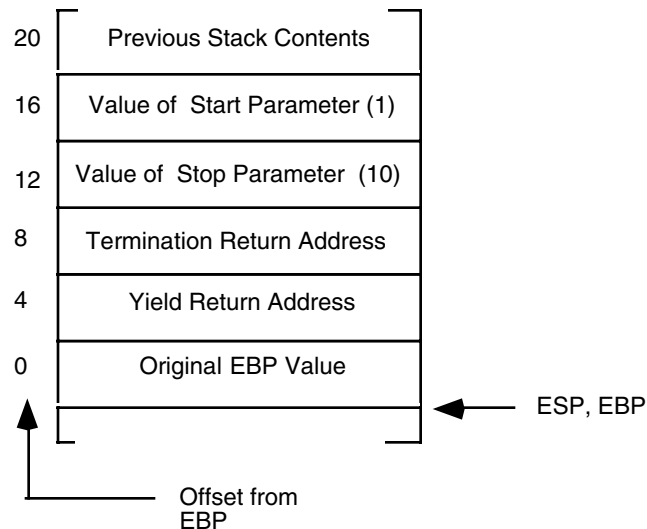 20 Previous Stack Contents
16 Value of Start Parameter (1)
12 Value of Stop Parameter (10)
8 Termination Return Address
4 Yield Return Address
0 Original EBP Value
ESP, EBP
Offset from
EBP